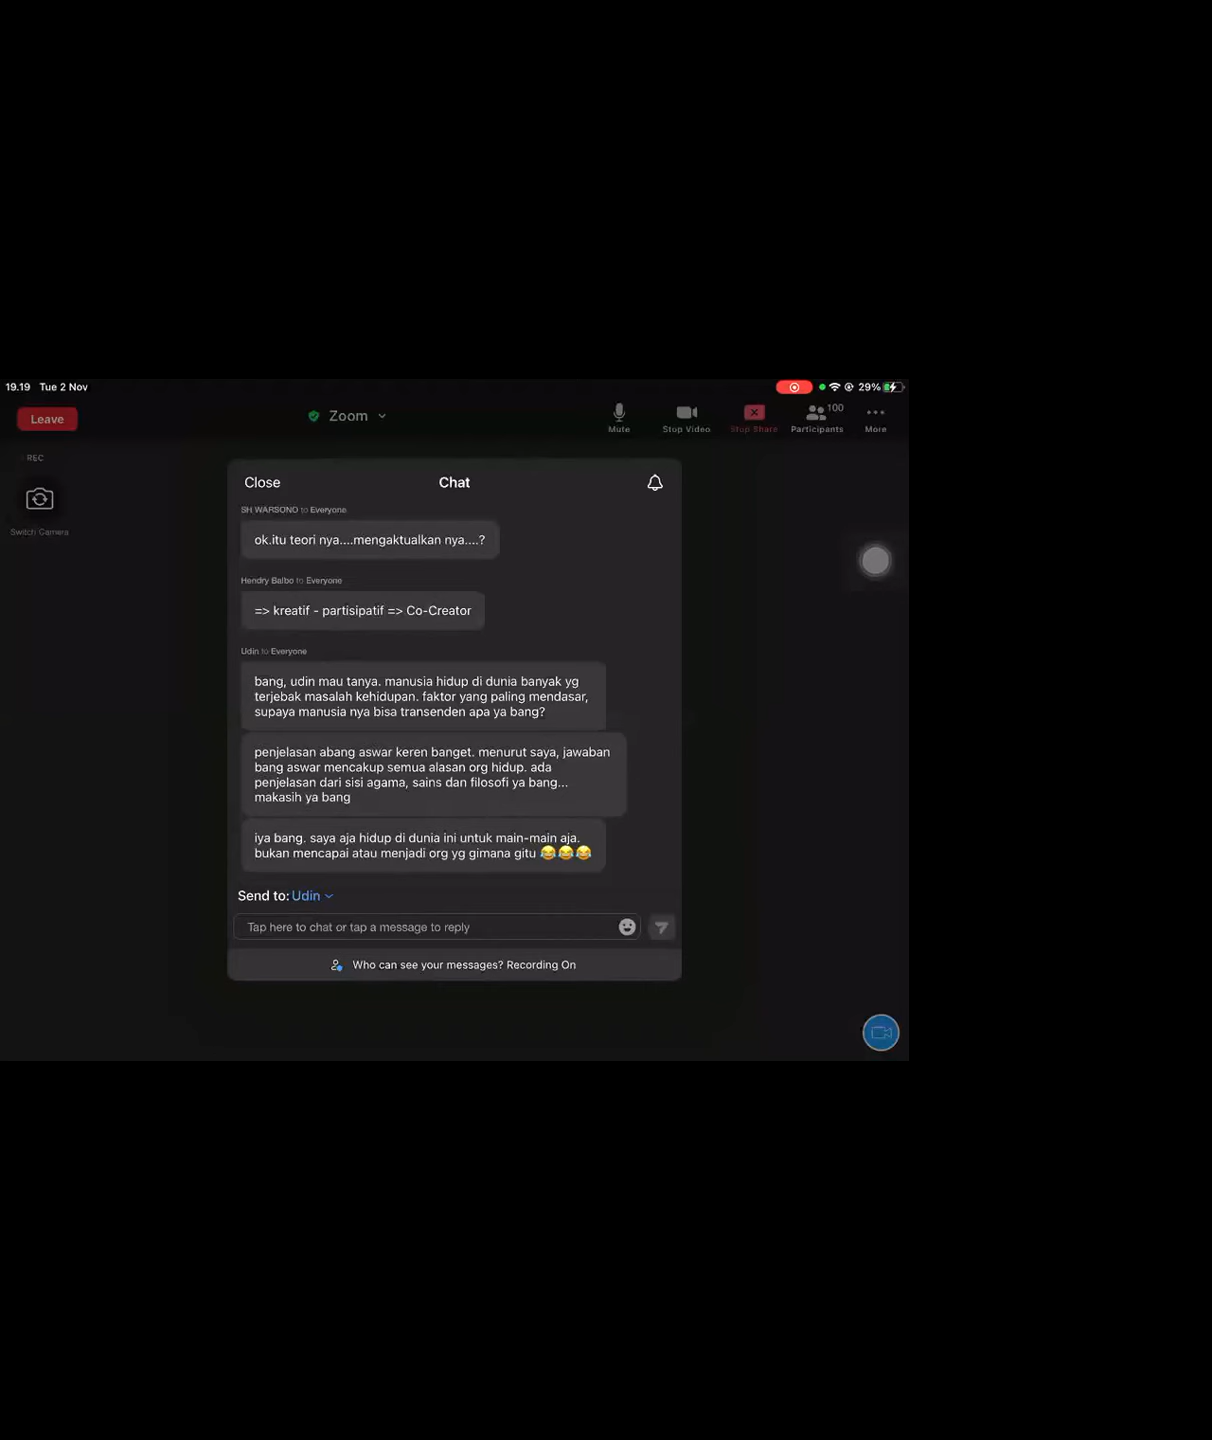 19.19 Tue 2 Nov
29%
Leave
Zoom
Mute
Stop Video
Stop Share
Participants
100
More
REC
Switch Camera
Close
Chat
SH WARSONO to Everyone
ok.itu teori nya....mengaktualkan nya....?
Hendry Balbo to Everyone
=> kreatif - partisipatif => Co-Creator
Udin to Everyone
bang, udin mau tanya. manusia hidup di dunia banyak yg
terjebak masalah kehidupan. faktor yang paling mendasar,
supaya manusia nya bisa transenden apa ya bang?
penjelasan abang aswar keren banget. menurut saya, jawaban
bang aswar mencakup semua alasan org hidup. ada
penjelasan dari sisi agama, sains dan filosofi ya bang...
makasih ya bang
iya bang. saya aja hidup di dunia ini untuk main-main aja.
bukan mencapai atau menjadi org yg gimana gitu 😂😂😂
Send to: Udin
Tap here to chat or tap a message to reply
Who can see your messages? Recording On